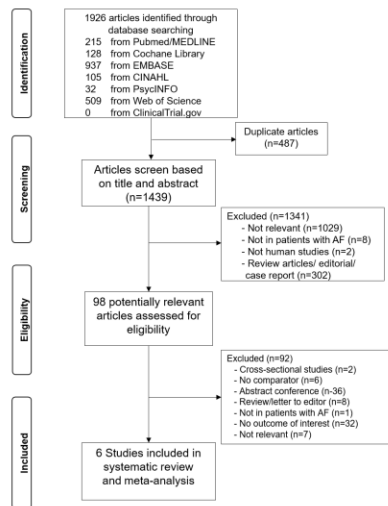 Identification
1926 articles identified through
database searching
215 from Pubmed/MEDLINE
128 from Cochane Library
937 from EMBASE
105 from CINAHL
32 from PsycINFO
509 from Web of Science
0 from ClinicalTrial.gov
Duplicate articles
(n=487)
Screening
Articles screen based
on title and abstract
(n=1439)
Excluded (n=1341)
- Not relevant (n=1029)
- Not in patients with AF (n=8)
- Not human studies (n=2)
- Review articles/ editorial/
case report (n=302)
Eligibility
98 potentially relevant
articles assessed for
eligibility
Excluded (n=92)
- Cross-sectional studies (n=2)
- No comparator (n=6)
- Abstract conference (n-36)
- Review/letter to editor (n=8)
- Not in patients with AF (n=1)
- No outcome of interest (n=32)
- Not relevant (n=7)
Included
6 Studies included in
systematic review
and meta-analysis